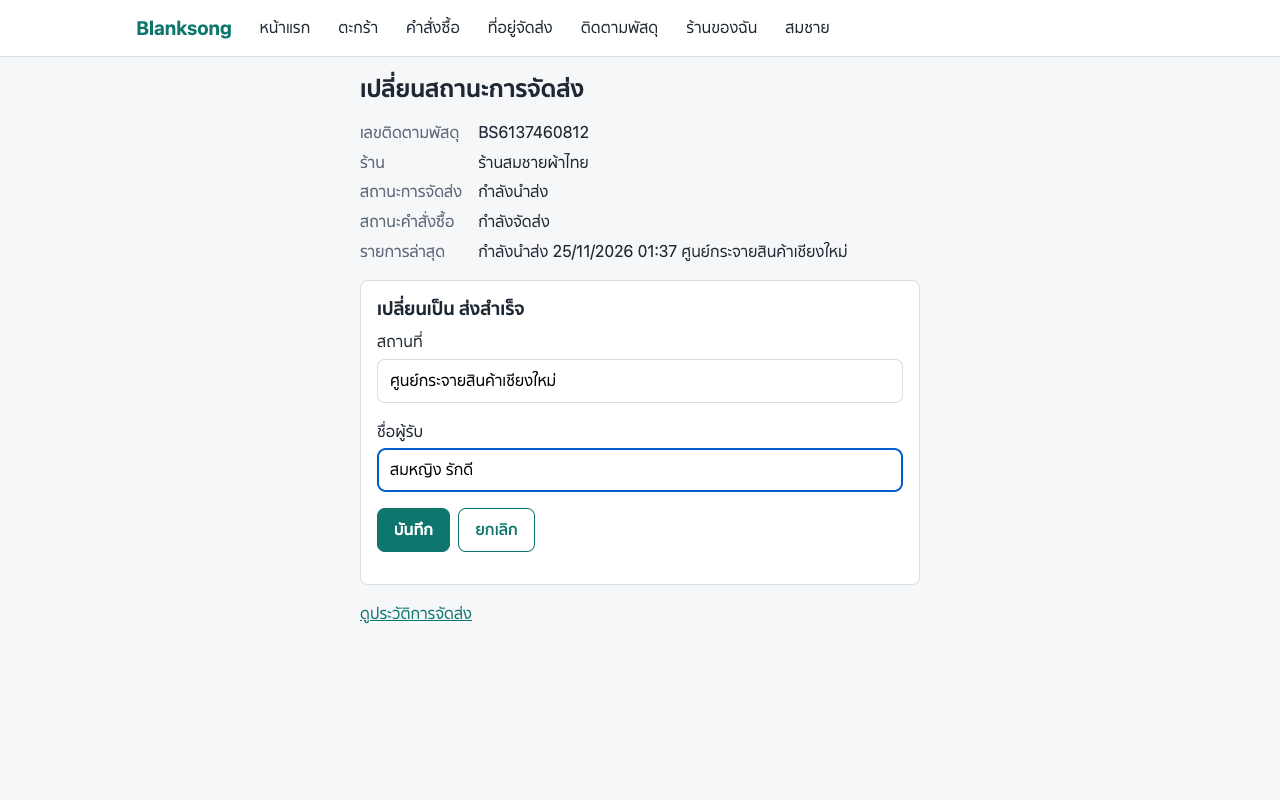 Blanksong หน้าแรก ตะกร้า คำสั่งซื้อ ที่อยู่จัดส่ง ติดตามพัสดุ ร้านของฉัน สมชาย
เปลี่ยนสถานะการจัดส่ง
เลขติดตามพัสดุ BS6137460812
ร้าน ร้านสมชายผ้าไทย
สถานะการจัดส่ง กำลังนำส่ง
สถานะคำสั่งซื้อ กำลังจัดส่ง
รายการล่าสุด กำลังนำส่ง 25/11/2026 01:37 ศูนย์กระจายสินค้าเชียงใหม่
เปลี่ยนเป็น ส่งสำเร็จ
สถานที่
ศูนย์กระจายสินค้าเชียงใหม่
ชื่อผู้รับ
สมหญิง รักดี
บันทึก ยกเลิก
ดูประวัติการจัดส่ง